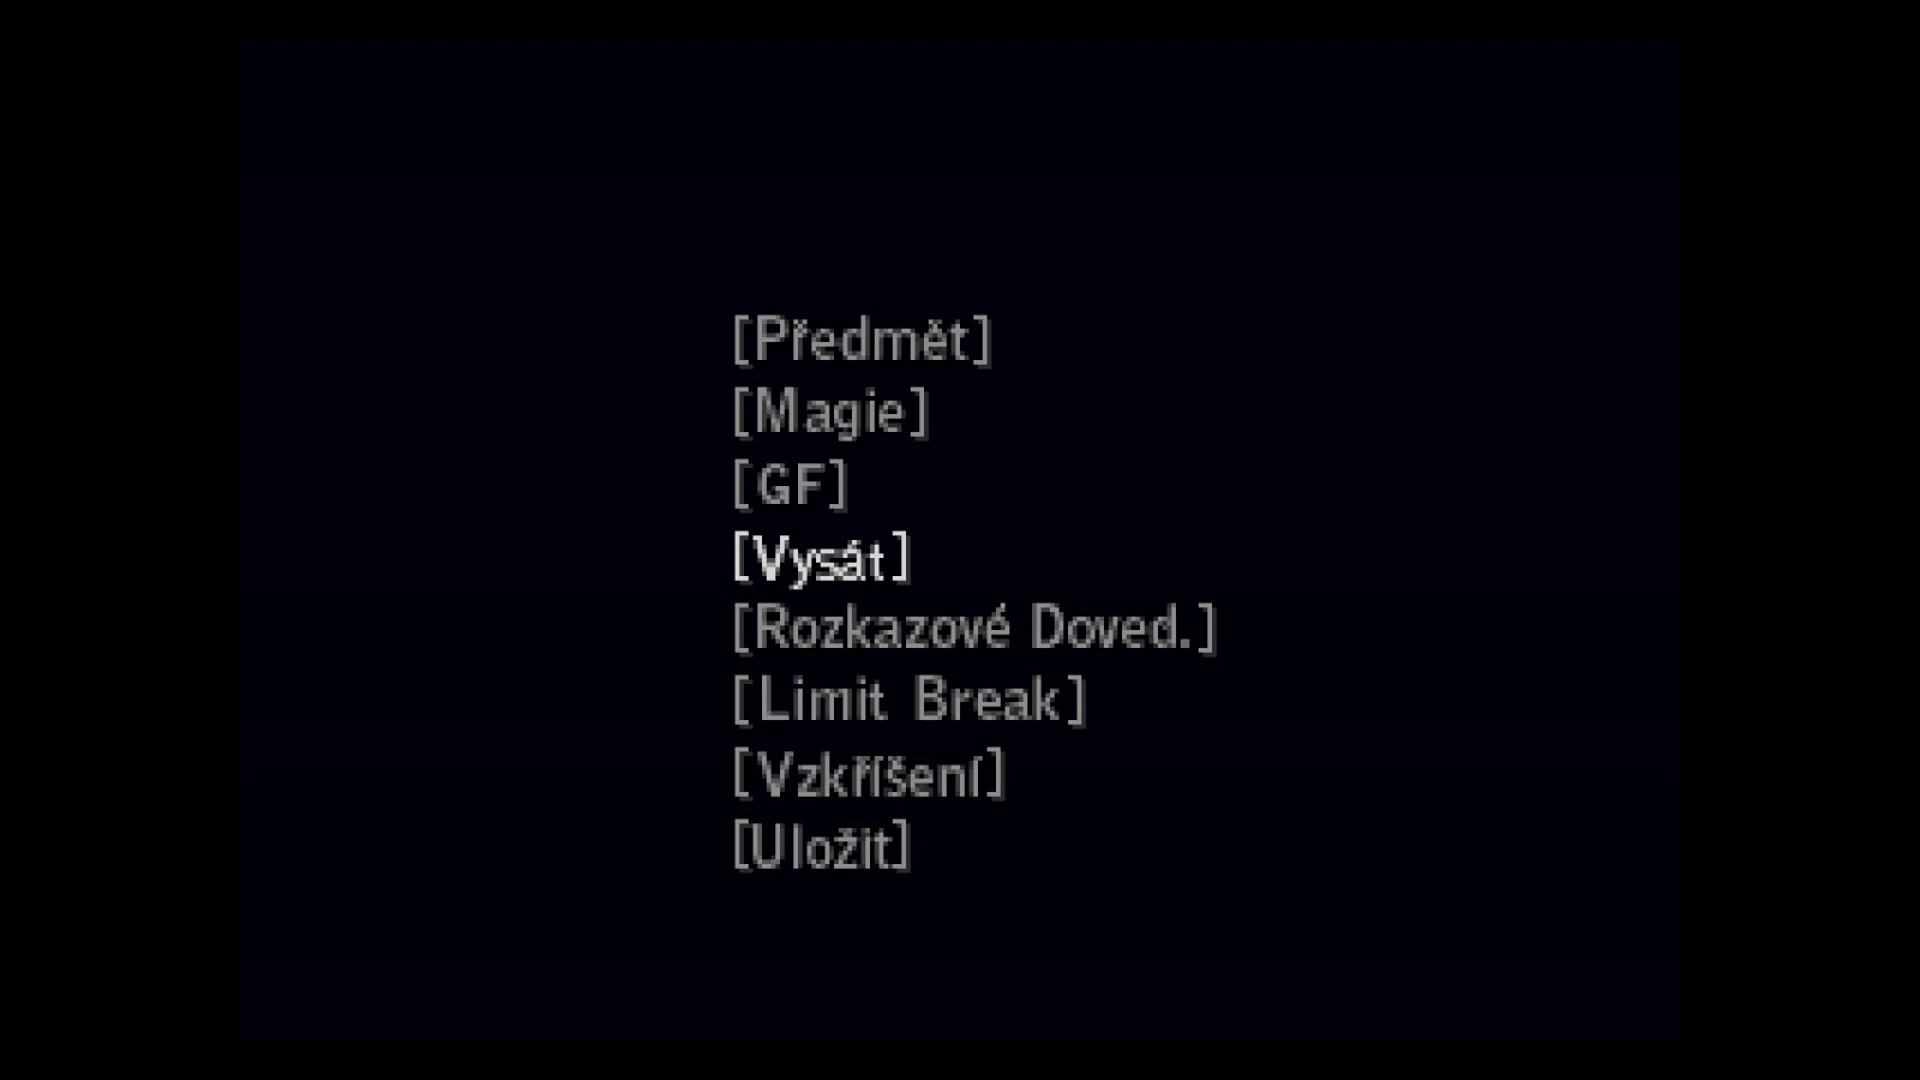 [Předmět]
[Magie]
[GF]
[Vysát]
[Rozkazové Doved.]
[Limit Break]
[Vzkříšení]
[Uložit]